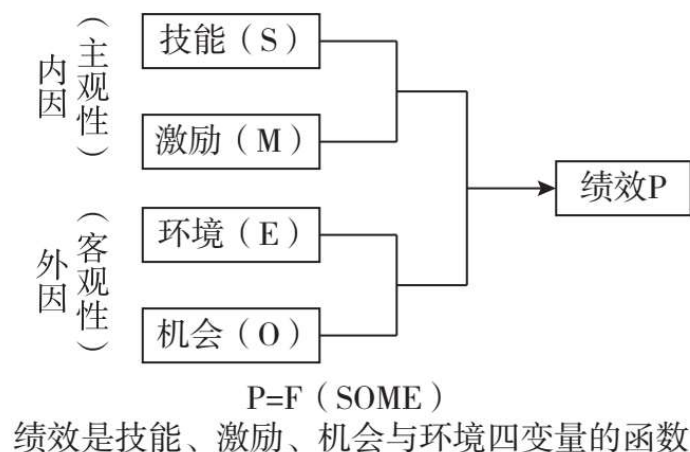 内因
（主观性）
技能（S）
激励（M）
外因
（客观性）
环境（E）
机会（O）
绩效P
P=F（SOME）
绩效是技能、激励、机会与环境四变量的函数